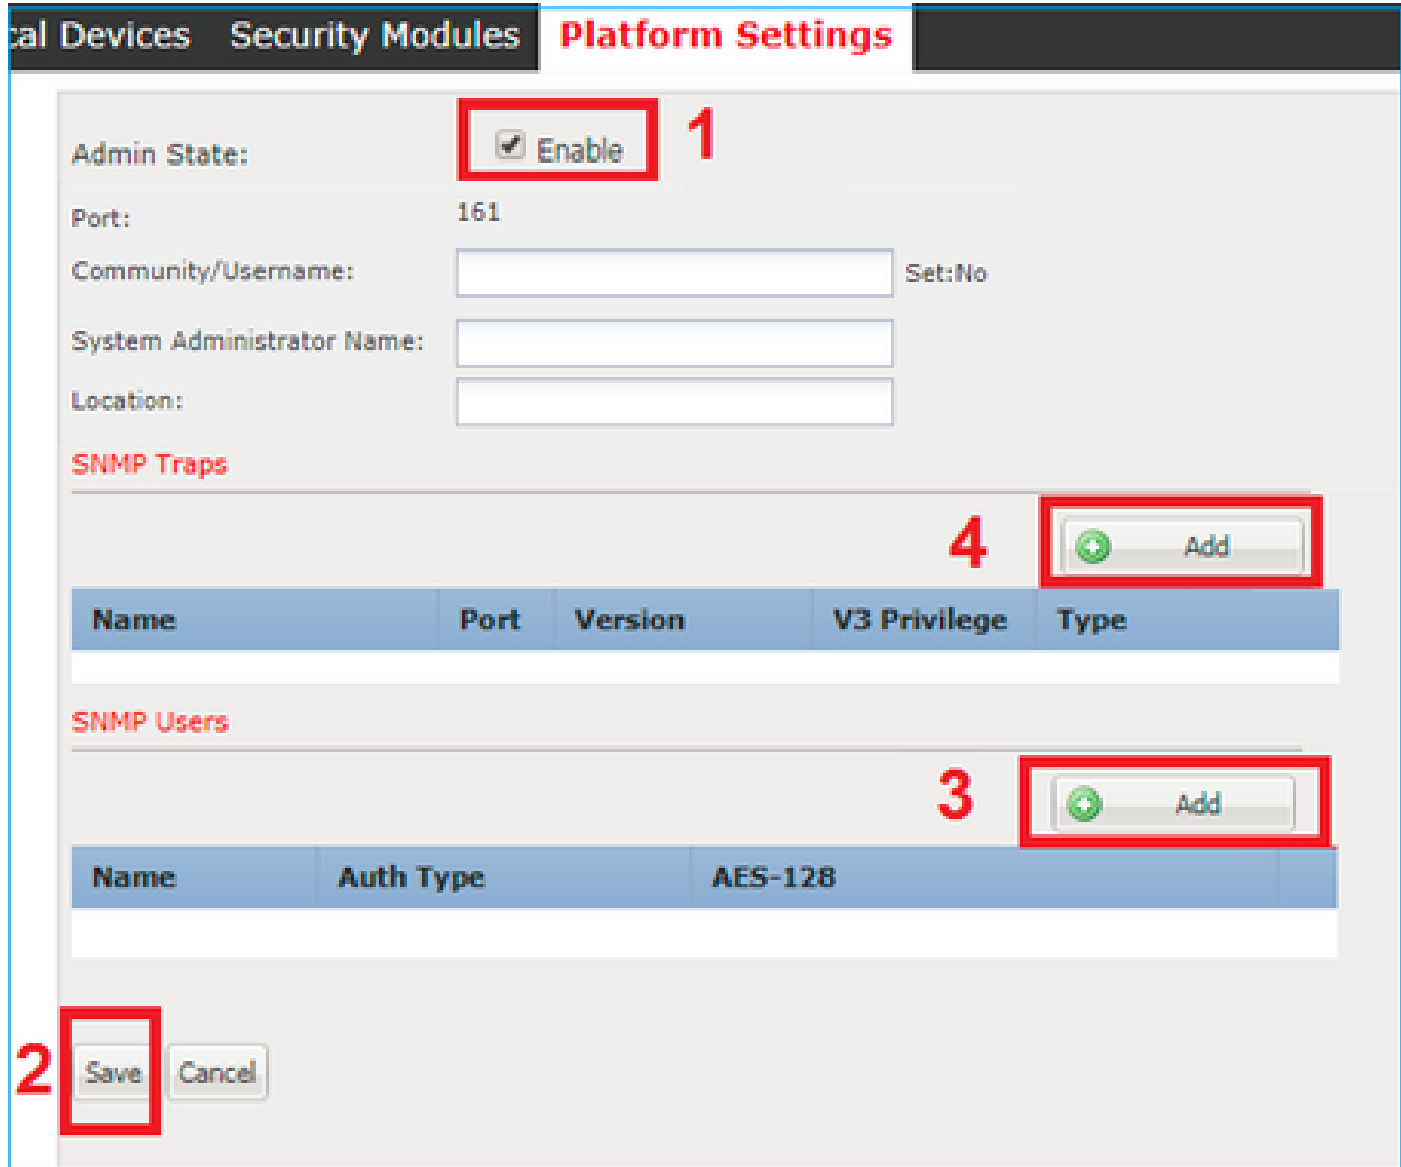 cal Devices Security Modules Platform Settings
Admin State: Enable 1
Port: 161
Community/Username: Set:No
System Administrator Name:
Location:
SNMP Traps
4 Add
Name Port Version V3 Privilege Type
SNMP Users
3 Add
Name Auth Type AES-128
2 Save Cancel